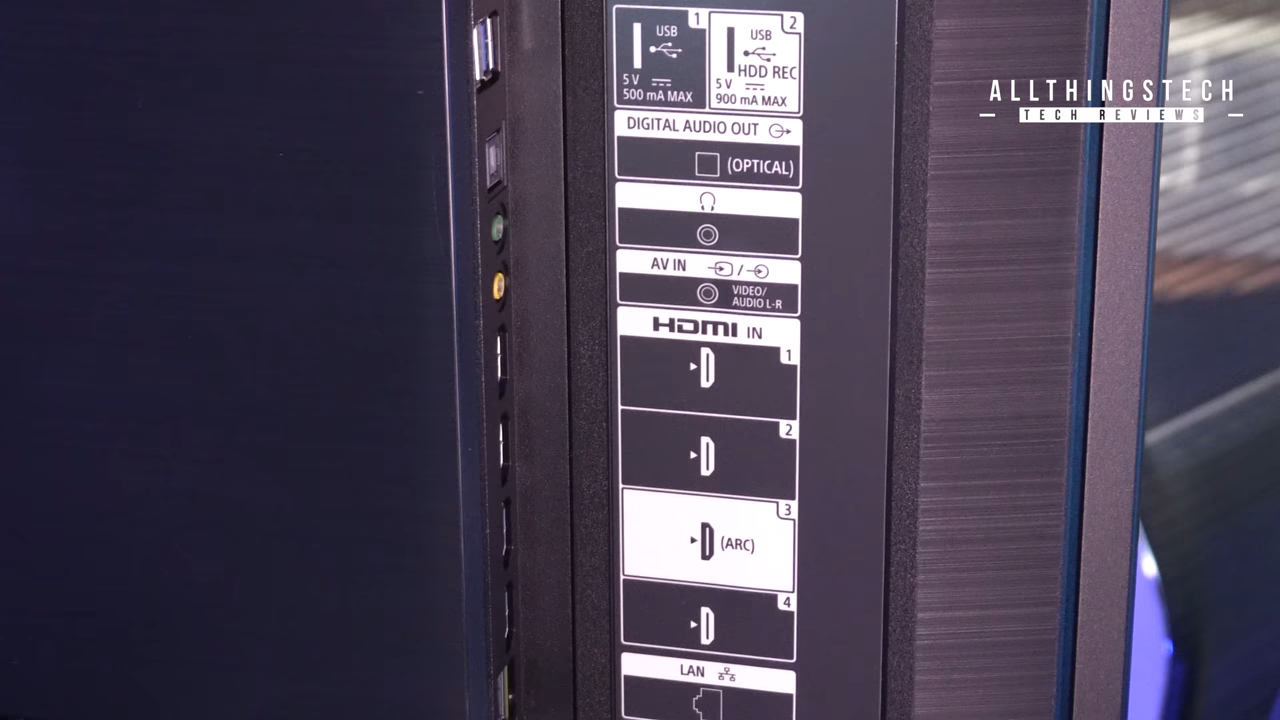 1
USB
5 V
500 mA MAX
2
USB
HDD REC
5 V
900 mA MAX
DIGITAL AUDIO OUT
(OPTICAL)
AV IN
/
VIDEO/
AUDIO L-R
HDMI IN
1
2
3
(ARC)
4
LAN
ALLTHINGSTECH
TECH REVIEWS